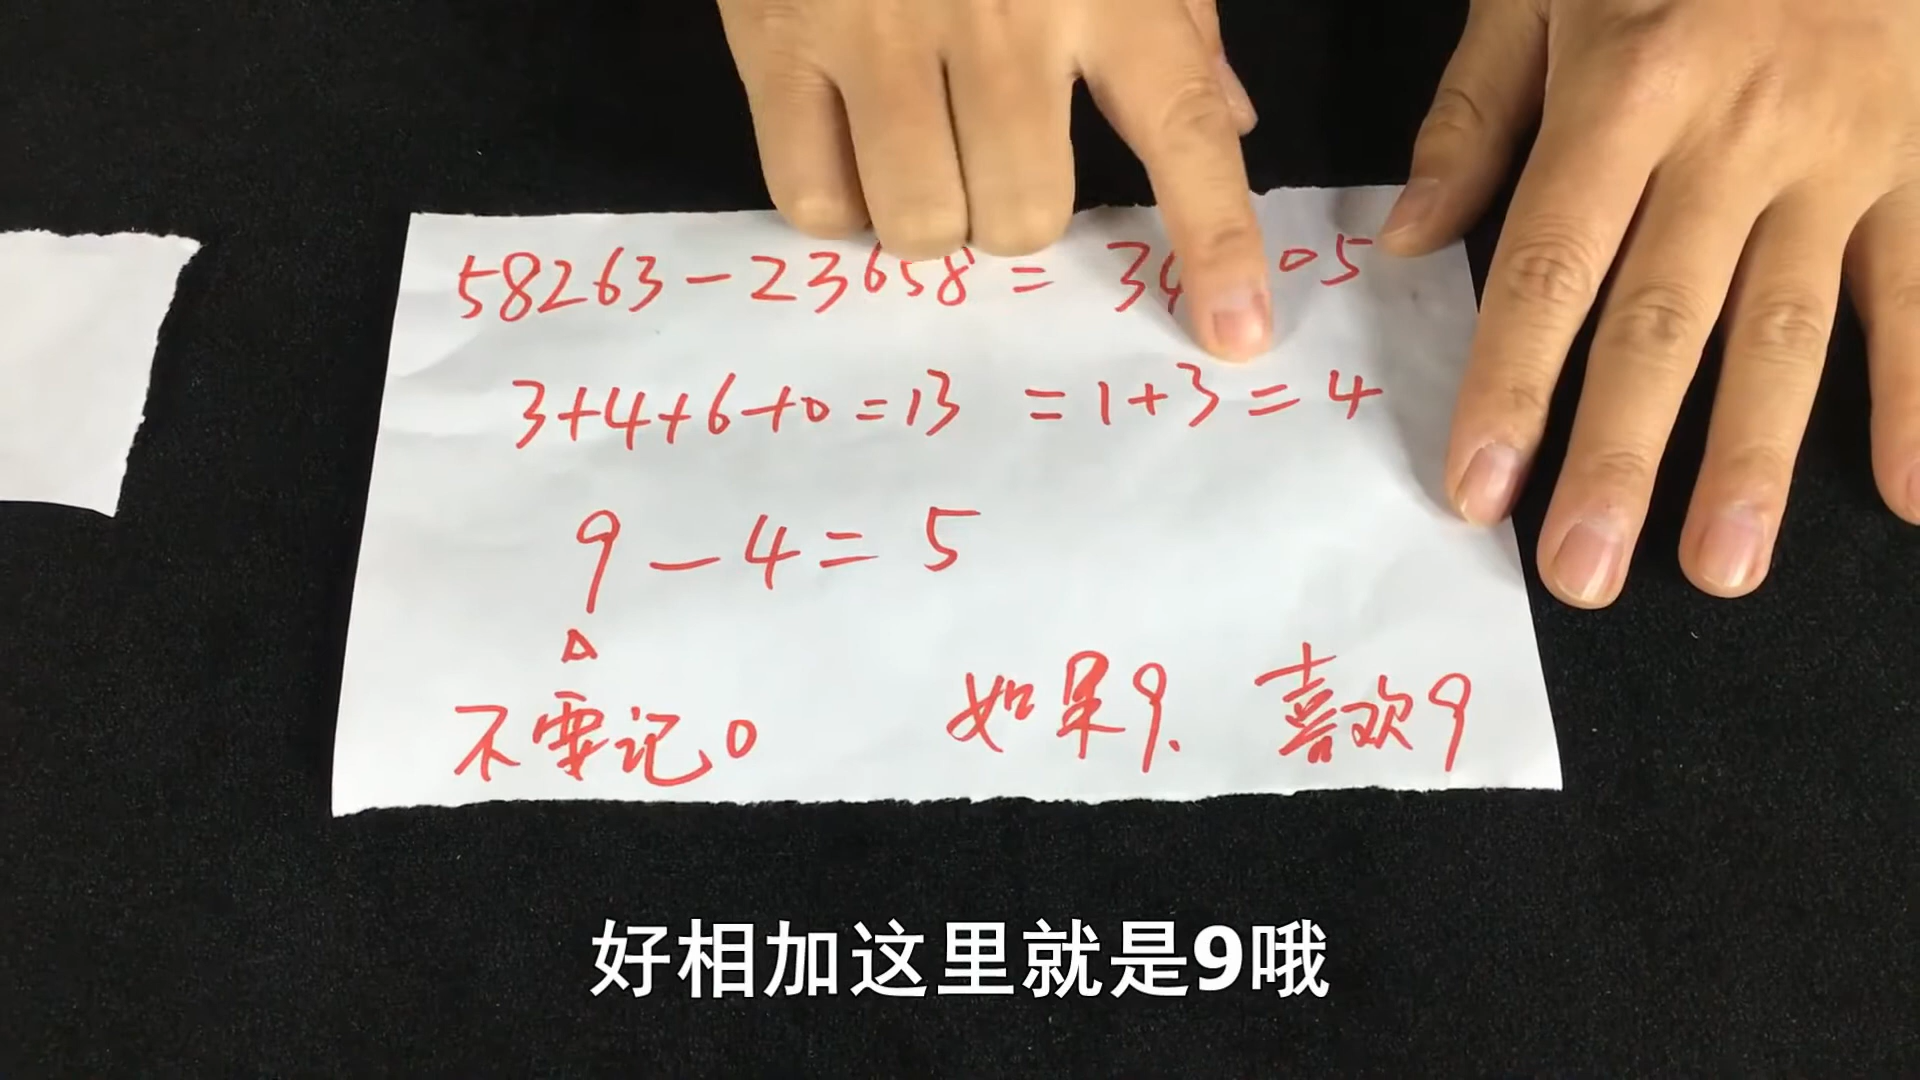 58263-23658= 34 05
3+4+6+0=13 =1+3=4
9-4=5
△
不要记0 如果9. 喜欢9
好相加这里就是9哦